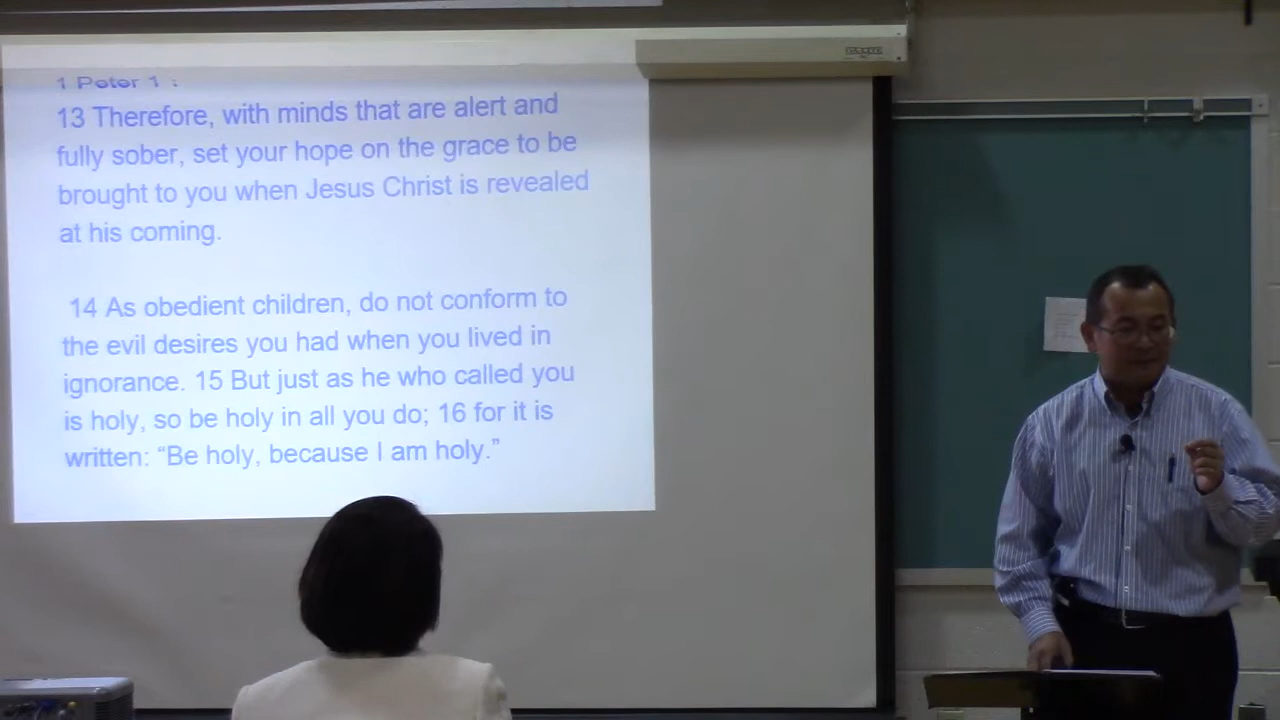 1 Peter 1 :
13 Therefore, with minds that are alert and
fully sober, set your hope on the grace to be
brought to you when Jesus Christ is revealed
at his coming.
14 As obedient children, do not conform to
the evil desires you had when you lived in
ignorance. 15 But just as he who called you
is holy, so be holy in all you do; 16 for it is
written: “Be holy, because I am holy.”